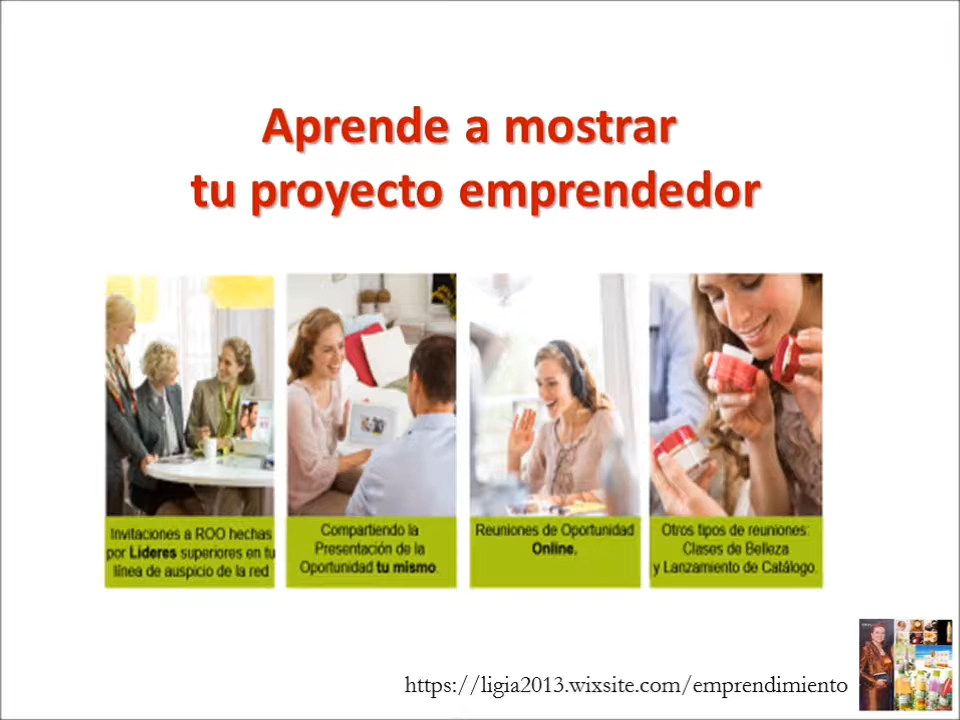 Aprende a mostrar
tu proyecto emprendedor
Invitaciones a ROO hechas
por Lideres superiores en tu
línea de auspicio de la red
Compartiendo la
Presentación de la
Oportunidad tu mismo.
Reuniones de Oportunidad
Online.
Otros tipos de reuniones:
Clases de Belleza
y Lanzamiento de Catálogo.
https://ligia2013.wixsite.com/emprendimiento